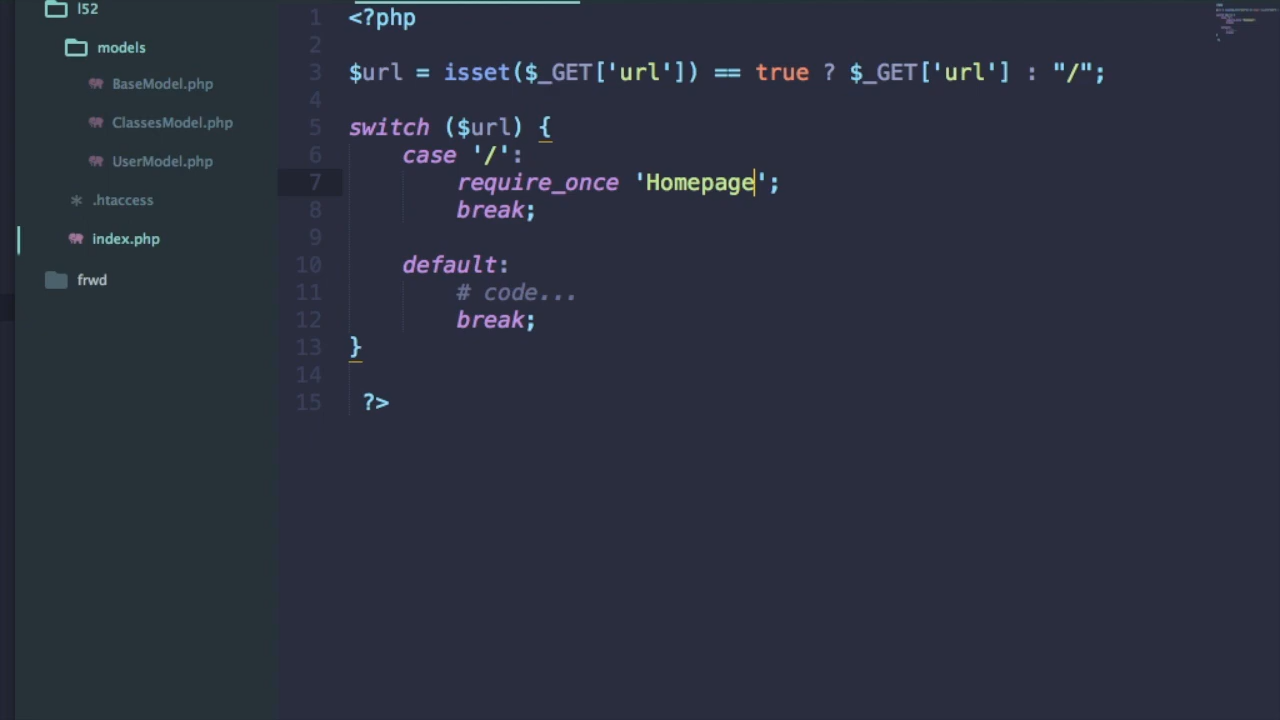 l52
models
BaseModel.php
ClassesModel.php
UserModel.php
.htaccess
index.php
frwd
1 <?php
2
3 $url = isset($_GET['url']) == true ? $_GET['url'] : "/";
4
5 switch ($url) {
6     case '/':
7         require_once 'Homepage';
8         break;
9
10     default:
11         # code...
12         break;
13 }
14
15  ?>